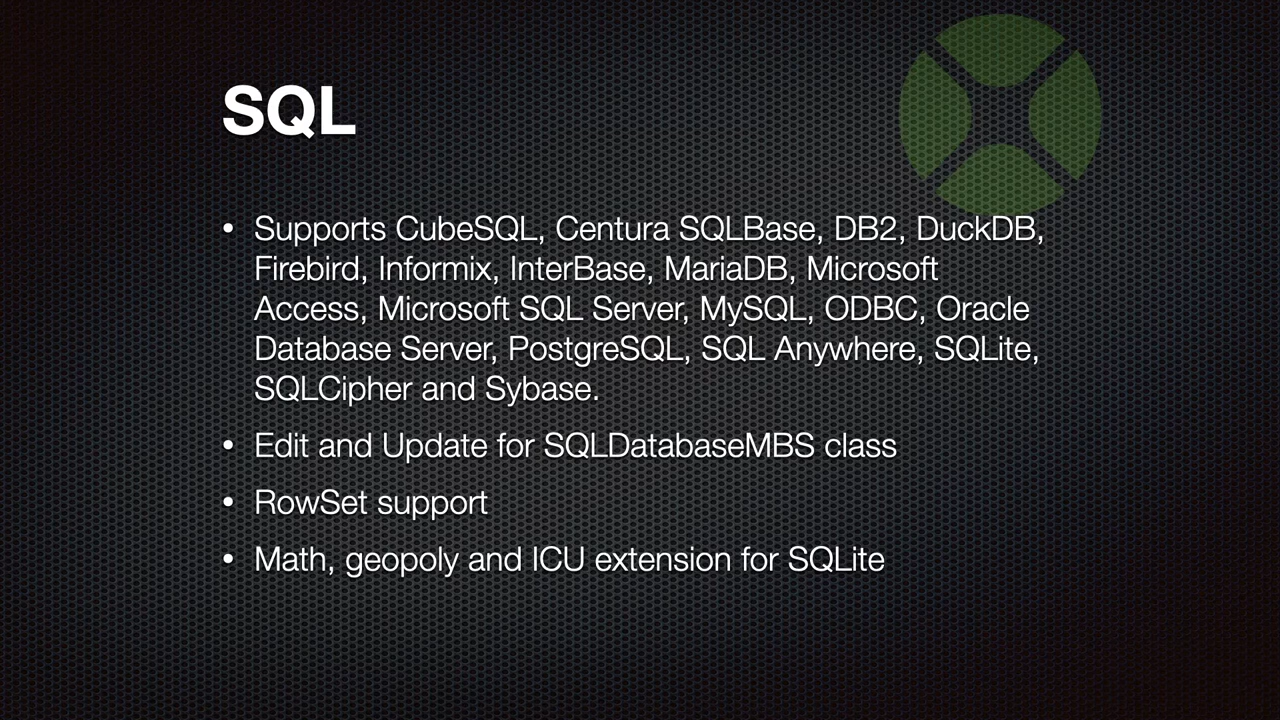 SQL
• Supports CubeSQL, Centura SQLBase, DB2, DuckDB,
Firebird, Informix, InterBase, MariaDB, Microsoft
Access, Microsoft SQL Server, MySQL, ODBC, Oracle
Database Server, PostgreSQL, SQL Anywhere, SQLite,
SQLCipher and Sybase.
• Edit and Update for SQLDatabaseMBS class
• RowSet support
• Math, geopoly and ICU extension for SQLite